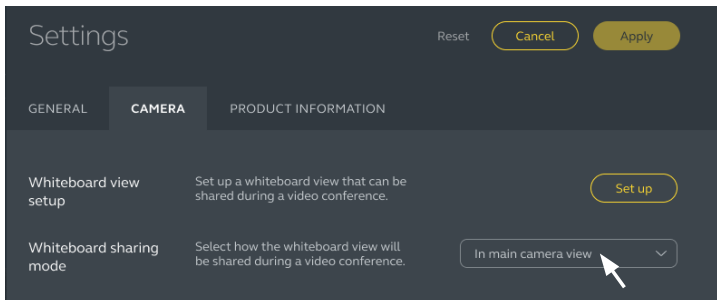 Settings
Reset
Cancel
Apply
GENERAL
CAMERA
PRODUCT INFORMATION
Whiteboard view
setup
Set up a whiteboard view that can be
shared during a video conference.
Set up
Whiteboard sharing
mode
Select how the whiteboard view will
be shared during a video conference.
In main camera view